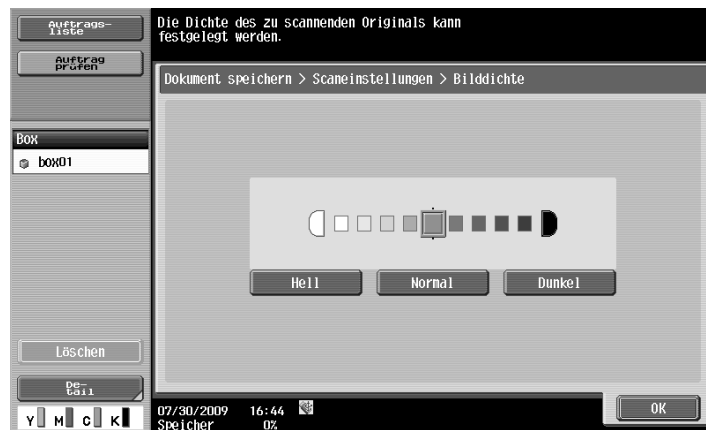 Auftrags-
liste
Die Dichte des zu scannenden Originals kann
festgelegt werden.
Auftrag
prüfen
Dokument speichern > Scaneinstellungen > Bilddichte
Box
box01
Hell
Normal
Dunkel
Löschen
De-
tail
Y M C K
07/30/2009 16:44
Speicher 0%
OK